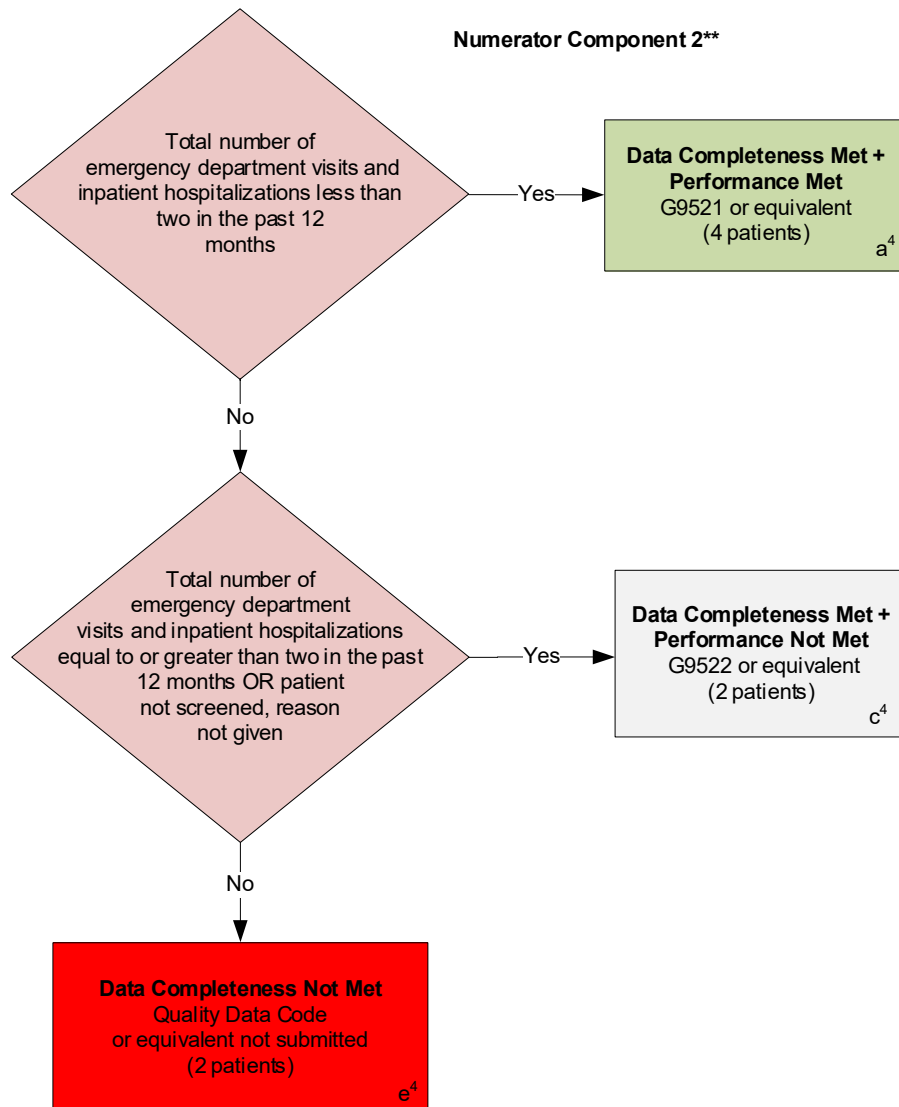 Numerator Component 2**
Total number of
emergency department visits and
inpatient hospitalizations less than
two in the past 12
months
Yes
Data Completeness Met +
Performance Met
G9521 or equivalent
(4 patients)
a⁴
No
Total number of
emergency department
visits and inpatient hospitalizations
equal to or greater than two in the past
12 months OR patient
not screened, reason
not given
Yes
Data Completeness Met +
Performance Not Met
G9522 or equivalent
(2 patients)
c⁴
No
Data Completeness Not Met
Quality Data Code
or equivalent not submitted
(2 patients)
e⁴